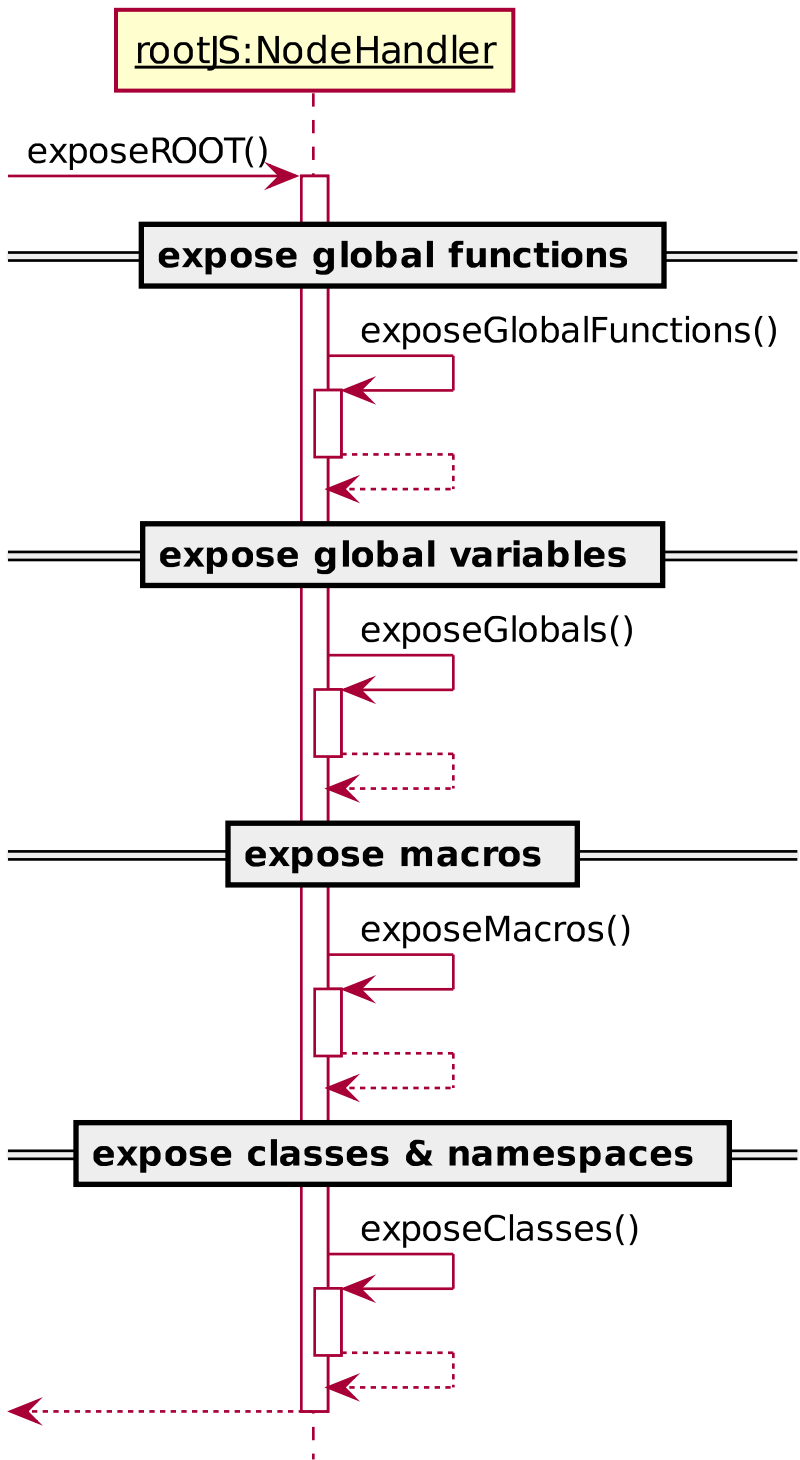 rootJS:NodeHandler
exposeROOT()
expose global functions
exposeGlobalFunctions()
expose global variables
exposeGlobals()
expose macros
exposeMacros()
expose classes & namespaces
exposeClasses()